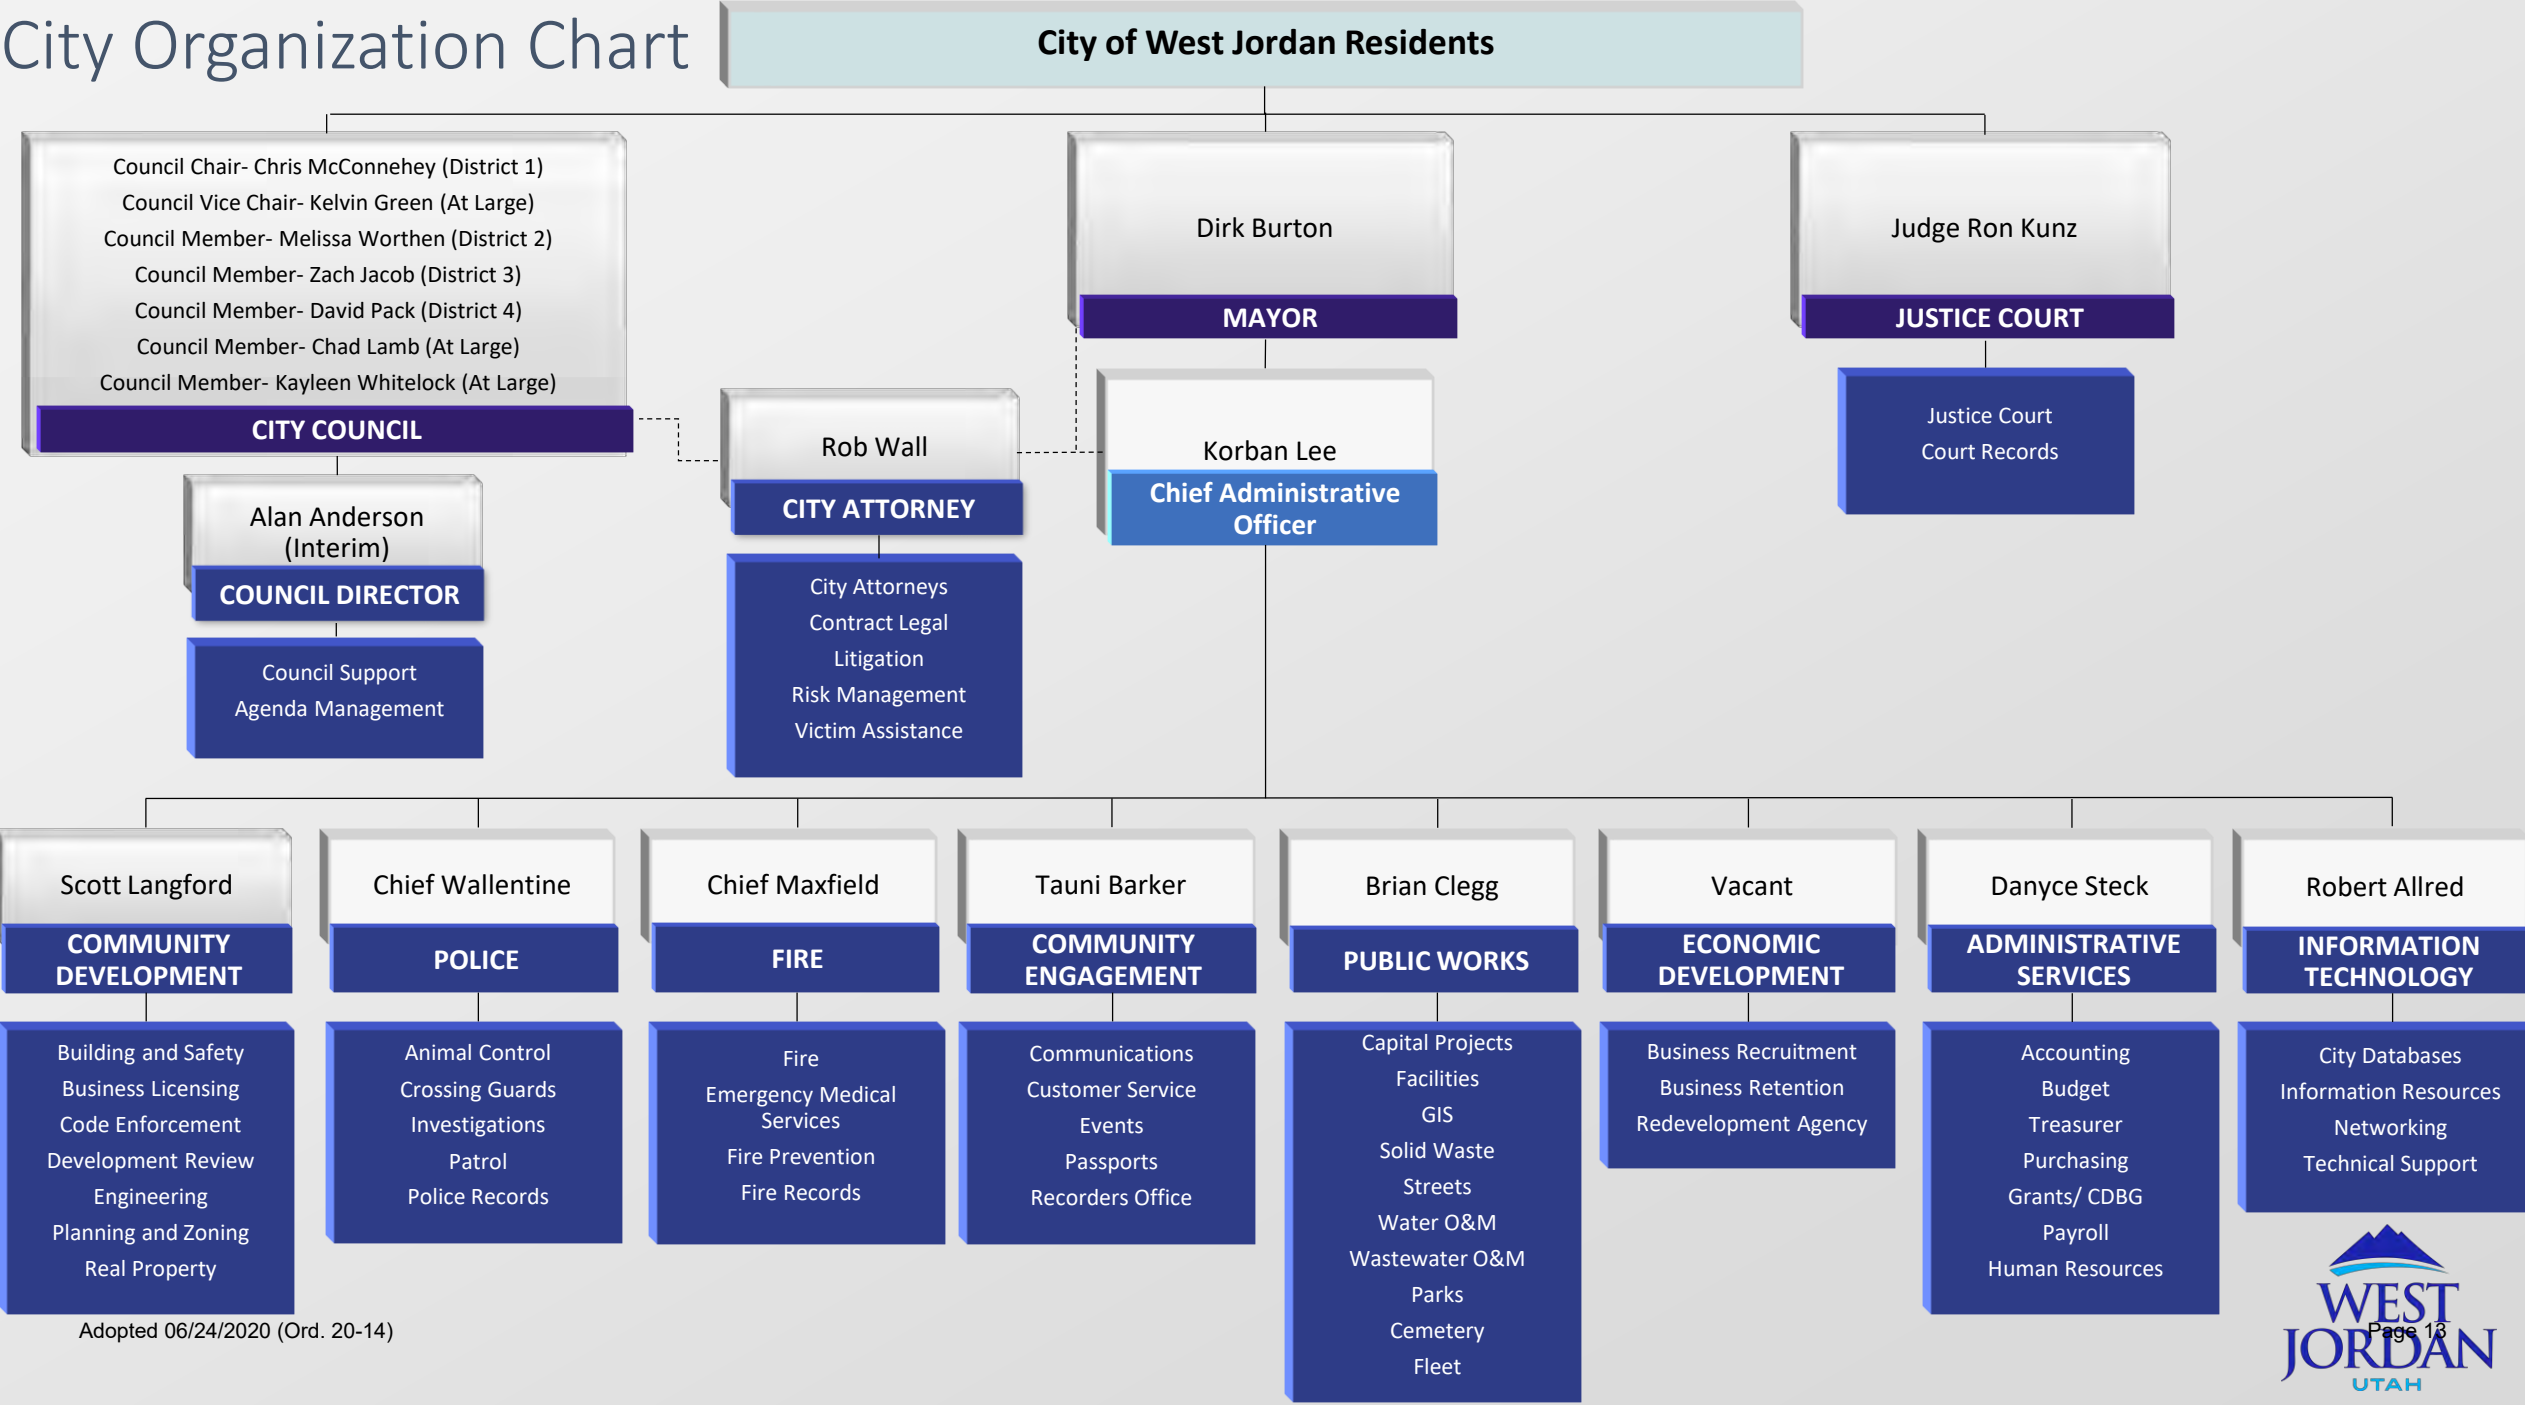 City Organization Chart
City of West Jordan Residents
Council Chair- Chris McConnehey (District 1)
Council Vice Chair- Kelvin Green (At Large)
Council Member- Melissa Worthen (District 2)
Council Member- Zach Jacob (District 3)
Council Member- David Pack (District 4)
Council Member- Chad Lamb (At Large)
Council Member- Kayleen Whitelock (At Large)
CITY COUNCIL
Dirk Burton
MAYOR
Judge Ron Kunz
JUSTICE COURT
Justice Court
Court Records
Alan Anderson
(Interim)
COUNCIL DIRECTOR
Council Support
Agenda Management
Rob Wall
CITY ATTORNEY
City Attorneys
Contract Legal
Litigation
Risk Management
Victim Assistance
Korban Lee
Chief Administrative
Officer
Scott Langford
COMMUNITY
DEVELOPMENT
Building and Safety
Business Licensing
Code Enforcement
Development Review
Engineering
Planning and Zoning
Real Property
Chief Wallentine
POLICE
Animal Control
Crossing Guards
Investigations
Patrol
Police Records
Chief Maxfield
FIRE
Fire
Emergency Medical
Services
Fire Prevention
Fire Records
Tauni Barker
COMMUNITY
ENGAGEMENT
Communications
Customer Service
Events
Passports
Recorders Office
Brian Clegg
PUBLIC WORKS
Capital Projects
Facilities
GIS
Solid Waste
Streets
Water O&M
Wastewater O&M
Parks
Cemetery
Fleet
Vacant
ECONOMIC
DEVELOPMENT
Business Recruitment
Business Retention
Redevelopment Agency
Danyce Steck
ADMINISTRATIVE
SERVICES
Accounting
Budget
Treasurer
Purchasing
Grants/ CDBG
Payroll
Human Resources
Robert Allred
INFORMATION
TECHNOLOGY
City Databases
Information Resources
Networking
Technical Support
Adopted 06/24/2020 (Ord. 20-14)
Page 13
WEST
JORDAN
UTAH